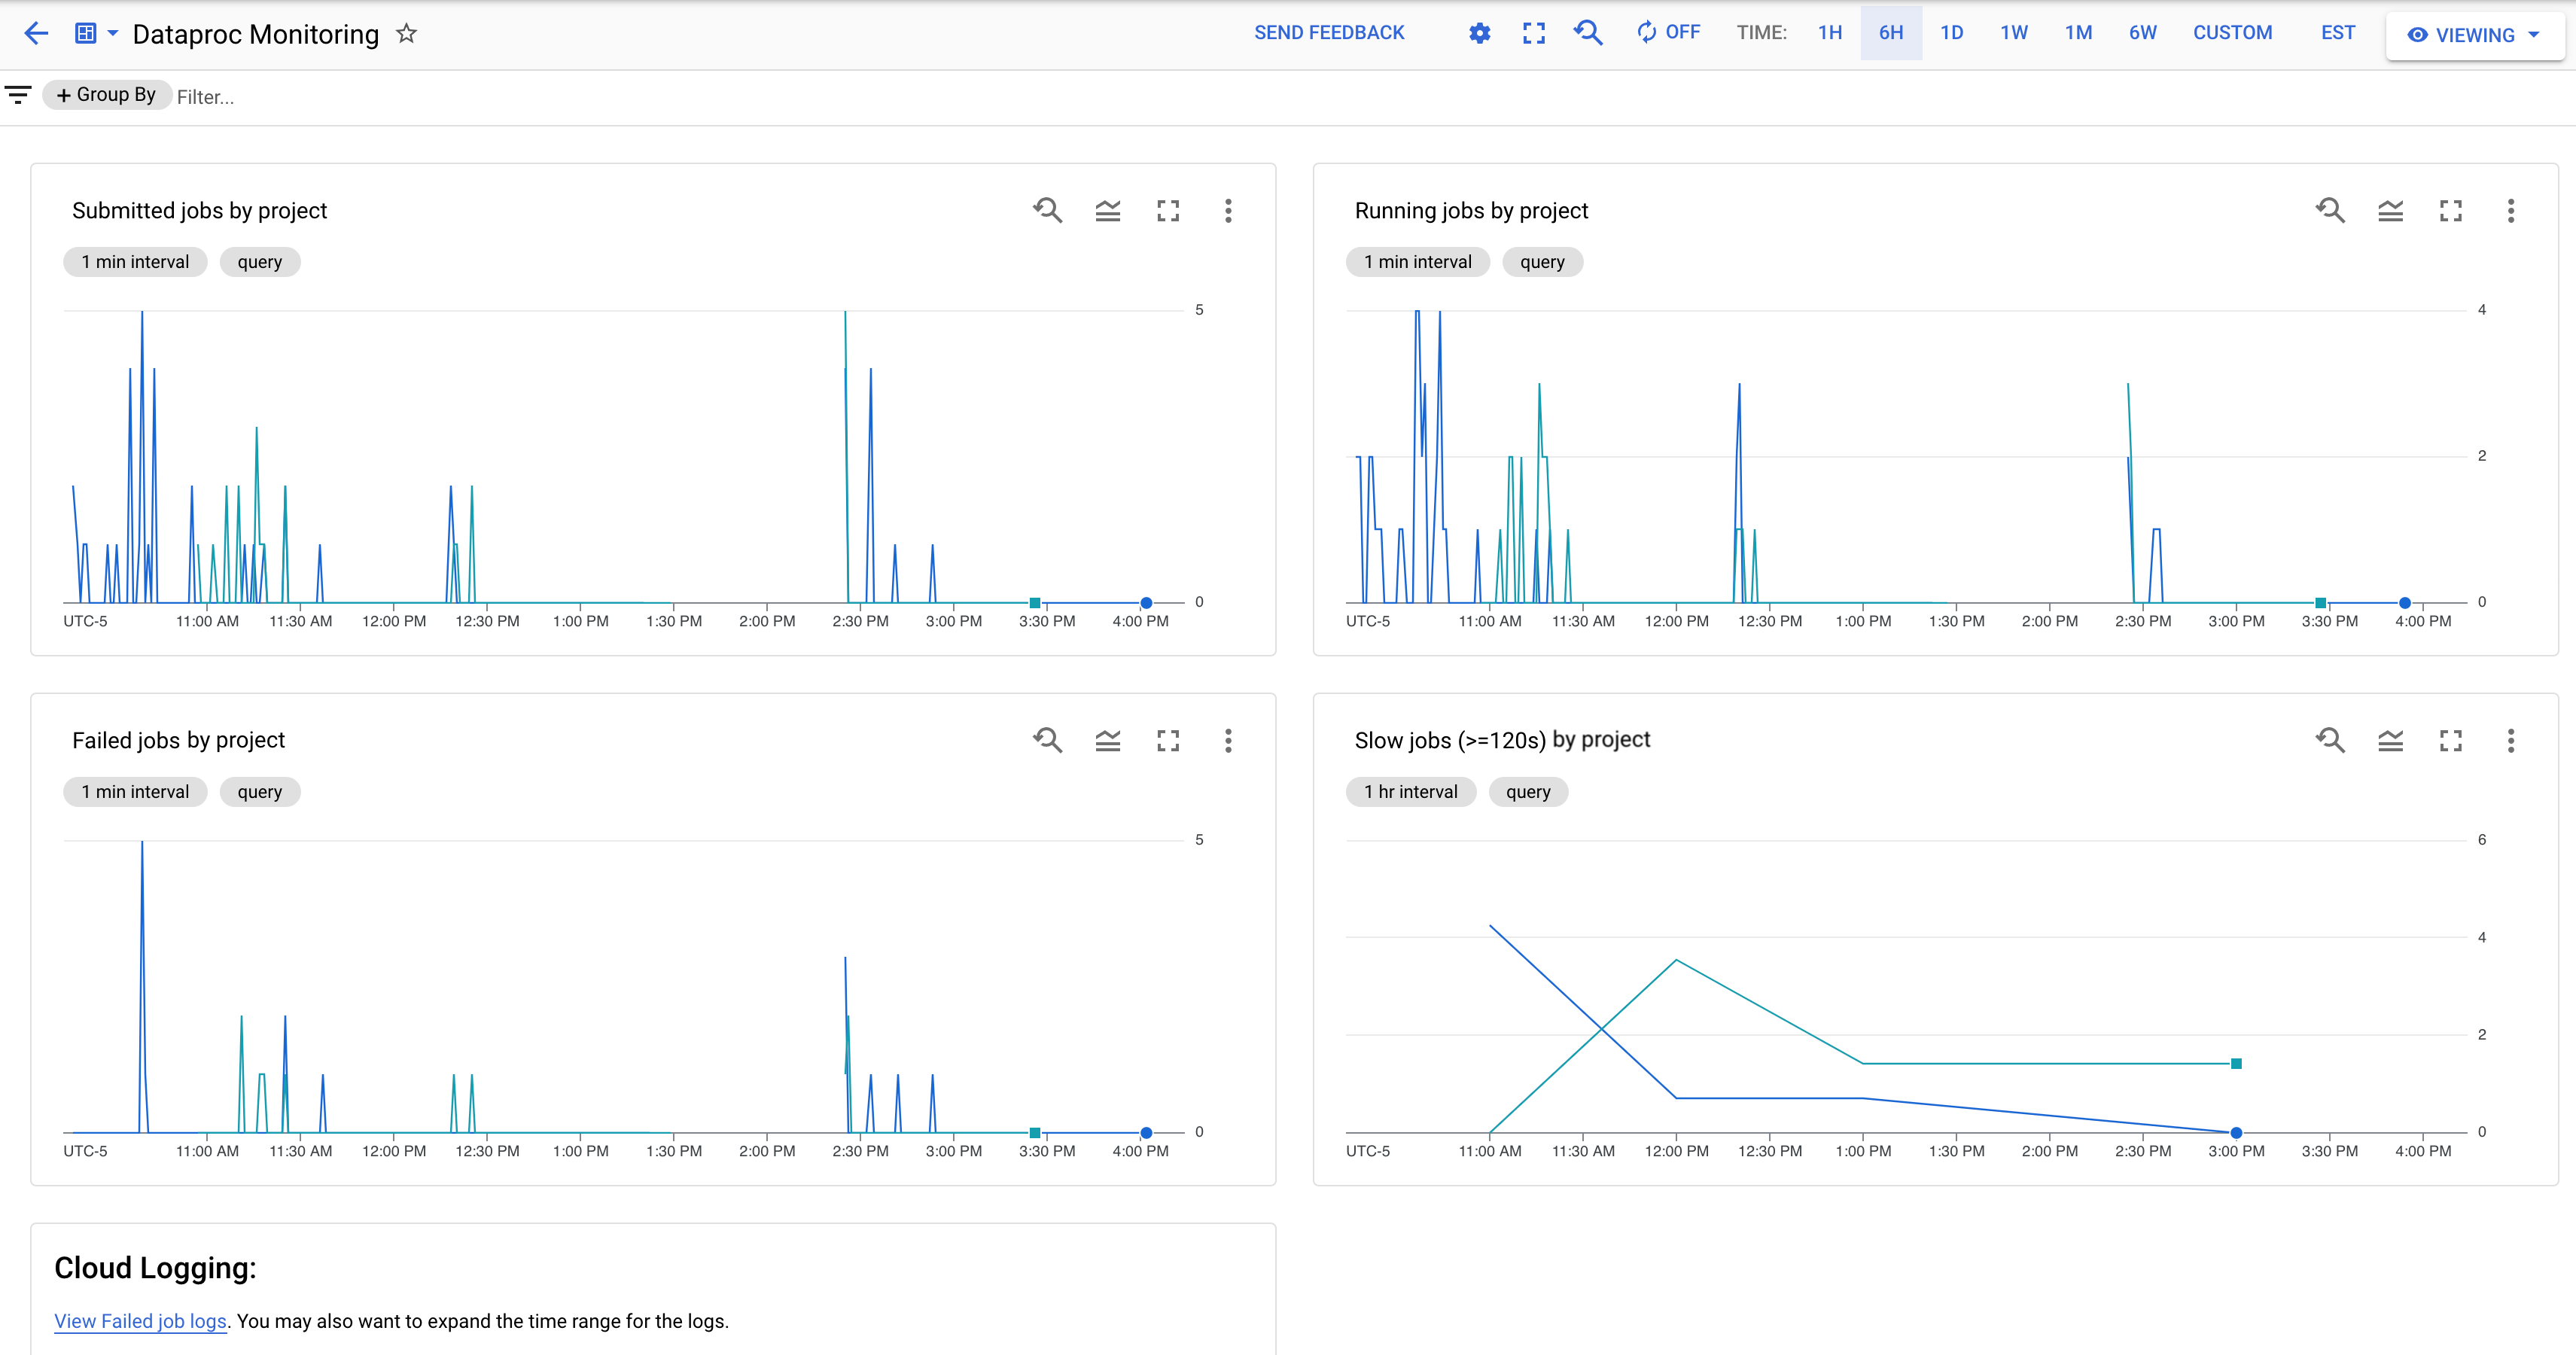 Dataproc Monitoring
SEND FEEDBACK
OFF
TIME:
1H
6H
1D
1W
1M
6W
CUSTOM
EST
VIEWING
+ Group By
Filter...
Submitted jobs by project
1 min interval
query
5
0
UTC-5
11:00 AM
11:30 AM
12:00 PM
12:30 PM
1:00 PM
1:30 PM
2:00 PM
2:30 PM
3:00 PM
3:30 PM
4:00 PM
Running jobs by project
1 min interval
query
4
2
0
UTC-5
11:00 AM
11:30 AM
12:00 PM
12:30 PM
1:00 PM
1:30 PM
2:00 PM
2:30 PM
3:00 PM
3:30 PM
4:00 PM
Failed jobs by project
1 min interval
query
5
0
UTC-5
11:00 AM
11:30 AM
12:00 PM
12:30 PM
1:00 PM
1:30 PM
2:00 PM
2:30 PM
3:00 PM
3:30 PM
4:00 PM
Slow jobs (>=120s) by project
1 hr interval
query
6
4
2
0
UTC-5
11:00 AM
11:30 AM
12:00 PM
12:30 PM
1:00 PM
1:30 PM
2:00 PM
2:30 PM
3:00 PM
3:30 PM
4:00 PM
Cloud Logging:
View Failed job logs. You may also want to expand the time range for the logs.